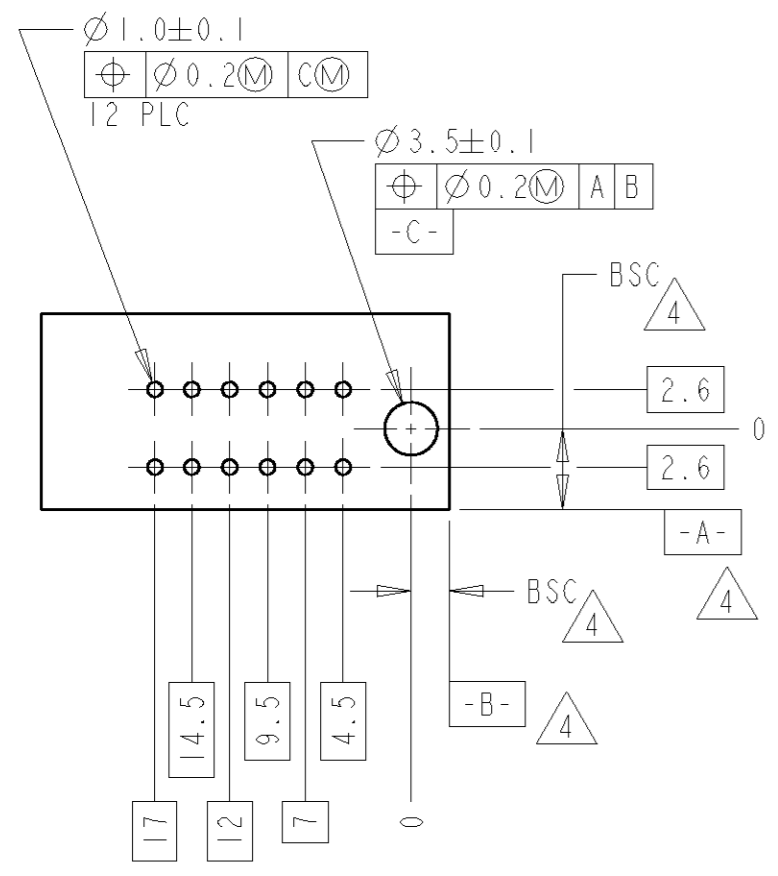 Ø1.0±0.1
⌖ Ø0.2Ⓜ CⓂ
12 PLC
Ø3.5±0.1
⌖ Ø0.2Ⓜ A B
-C-
BSC 4
2.6
0
2.6
-A-
4
BSC 4
-B-
4
14.5
9.5
4.5
17
12
7
0